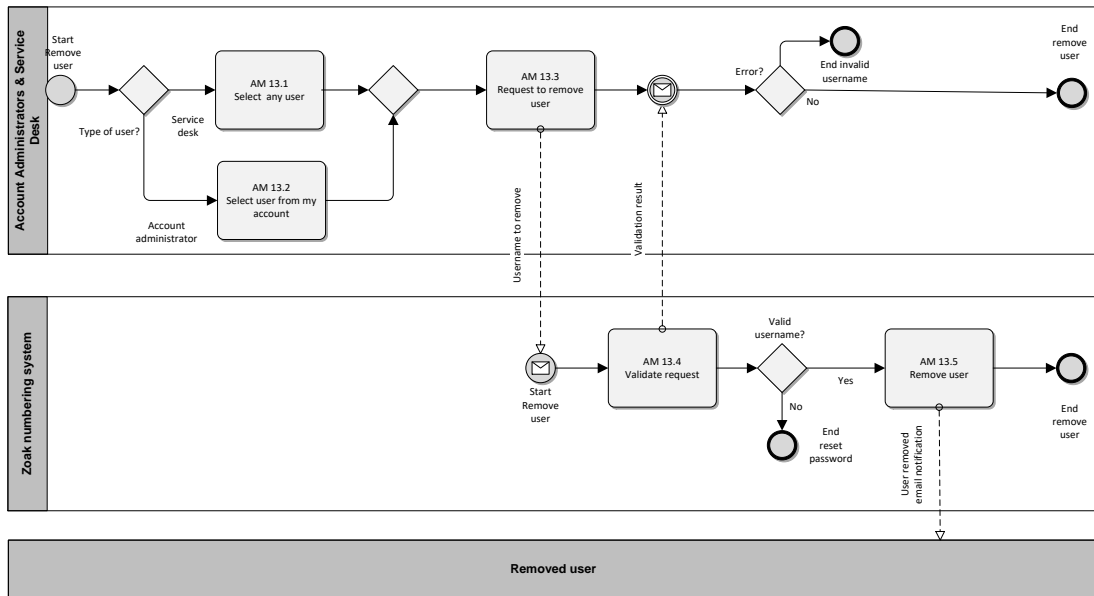 Account Administrators & Service
Desk
Start
Remove
user
Type of user?
Service
desk
Account
administrator
AM 13.1
Select any user
AM 13.2
Select user from my
account
AM 13.3
Request to remove
user
Error?
End invalid
username
No
End
remove
user
Username to remove
Validation result
Zoak numbering system
Start
Remove
user
AM 13.4
Validate request
Valid
username?
Yes
No
End
reset
password
AM 13.5
Remove user
End
remove
user
User removed
email notification
Removed user